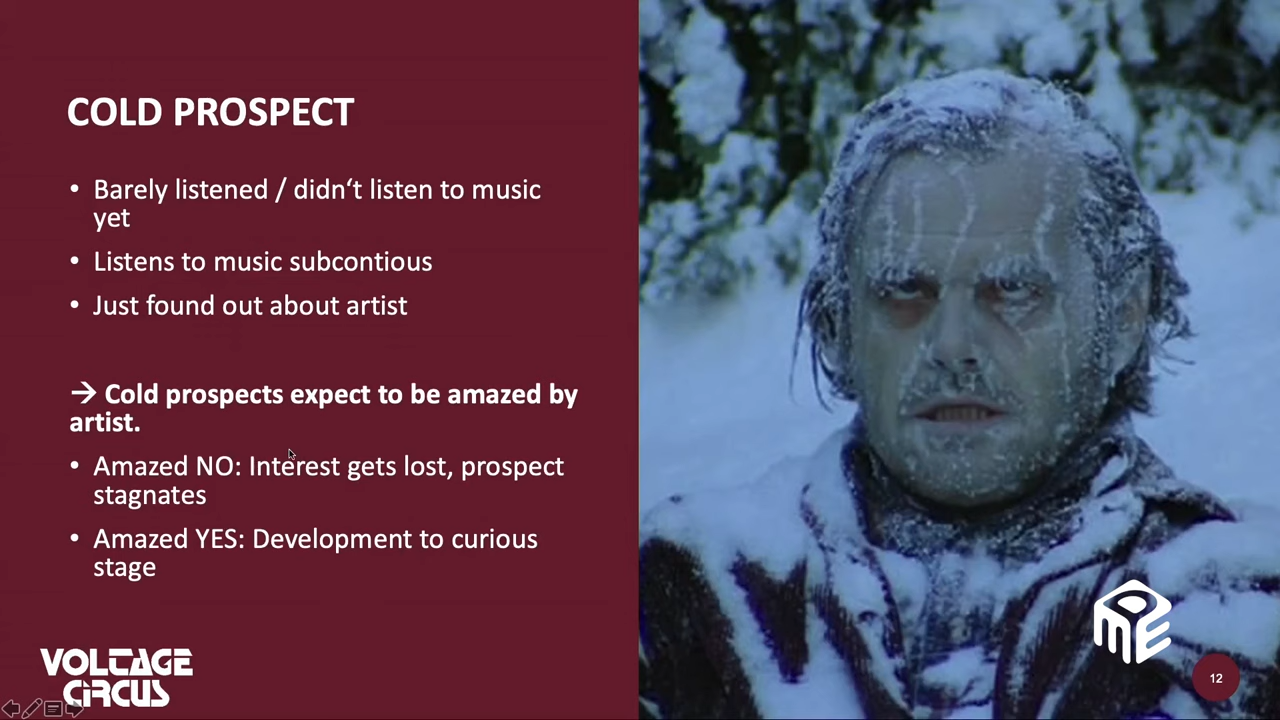 COLD PROSPECT
• Barely listened / didn‘t listen to music
yet
• Listens to music subcontious
• Just found out about artist
→ Cold prospects expect to be amazed by
artist.
• Amazed NO: Interest gets lost, prospect
stagnates
• Amazed YES: Development to curious
stage
VOLTAGE
CIRCUS
ME
12